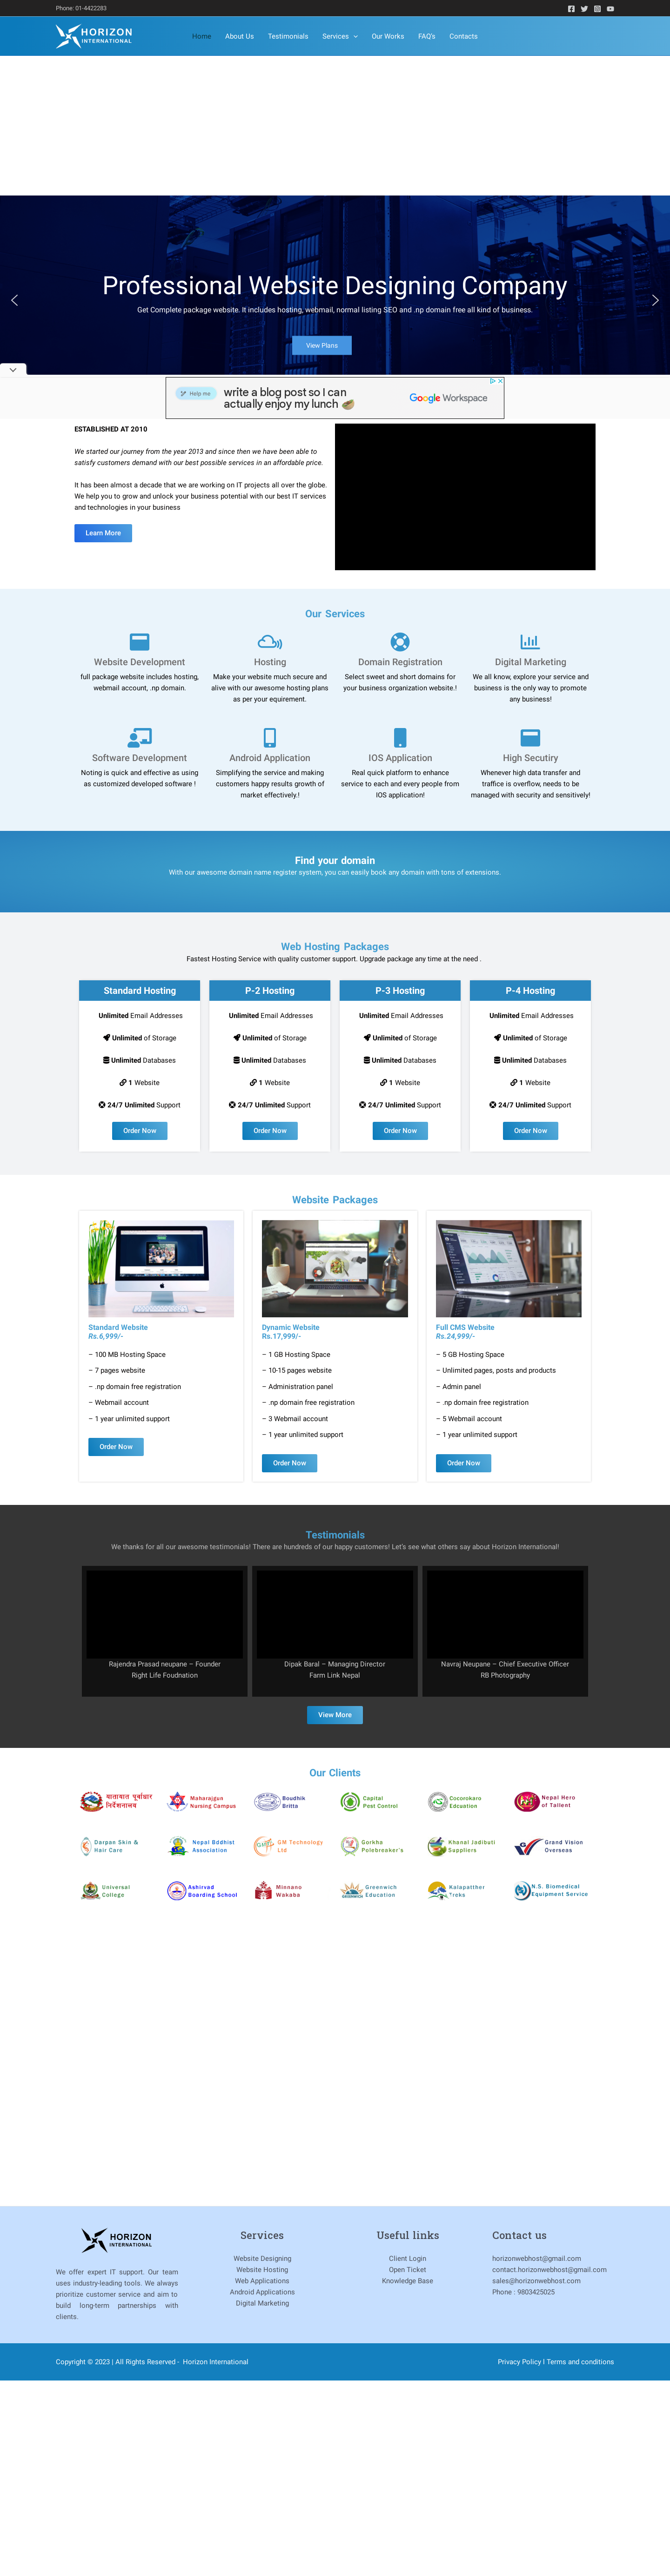 Phone: 01-4422283
HORIZON
INTERNATIONAL
Home About Us Testimonials Services Our Works FAQ's Contacts
Professional Website Designing Company
Get Complete package website. It includes hosting, webmail, normal listing SEO and .np domain free all kind of business.
View Plans
Help me
write a blog post so I can
actually enjoy my lunch
Google Workspace
ESTABLISHED AT 2010
We started our journey from the year 2013 and since then we have been able to
satisfy customers demand with our best possible services in an affordable price.
It has been almost a decade that we are working on IT projects all over the globe.
We help you to grow and unlock your business potential with our best IT services
and technologies in your business
Learn More
Our Services
Website Development
full package website includes hosting,
webmail account, .np domain.
Hosting
Make your website much secure and
alive with our awesome hosting plans
as per your equirement.
Domain Registration
Select sweet and short domains for
your business organization website.!
Digital Marketing
We all know, explore your service and
business is the only way to promote
any business!
Software Development
Noting is quick and effective as using
as customized developed software !
Android Application
Simplifying the service and making
customers happy results growth of
market effectively.!
IOS Application
Real quick platform to enhance
service to each and every people from
IOS application!
High Secutiry
Whenever high data transfer and
traffice is overflow, needs to be
managed with security and sensitively!
Find your domain
With our awesome domain name register system, you can easily book any domain with tons of extensions.
Web Hosting Packages
Fastest Hosting Service with quality customer support. Upgrade package any time at the need .
Standard Hosting
Unlimited Email Addresses
Unlimited of Storage
Unlimited Databases
1 Website
24/7 Unlimited Support
Order Now
P-2 Hosting
Unlimited Email Addresses
Unlimited of Storage
Unlimited Databases
1 Website
24/7 Unlimited Support
Order Now
P-3 Hosting
Unlimited Email Addresses
Unlimited of Storage
Unlimited Databases
1 Website
24/7 Unlimited Support
Order Now
P-4 Hosting
Unlimited Email Addresses
Unlimited of Storage
Unlimited Databases
1 Website
24/7 Unlimited Support
Order Now
Website Packages
Standard Website
Rs.6,999/-
– 100 MB Hosting Space
– 7 pages website
– .np domain free registration
– Webmail account
– 1 year unlimited support
Order Now
Dynamic Website
Rs.17,999/-
– 1 GB Hosting Space
– 10-15 pages website
– Administration panel
– .np domain free registration
– 3 Webmail account
– 1 year unlimited support
Order Now
Full CMS Website
Rs.24,999/-
– 5 GB Hosting Space
– Unlimited pages, posts and products
– Admin panel
– .np domain free registration
– 5 Webmail account
– 1 year unlimited support
Order Now
Testimonials
We thanks for all our awesome testimonials! There are hundreds of our happy customers! Let's see what others say about Horizon International!
Rajendra Prasad neupane – Founder
Right Life Foudnation
Dipak Baral – Managing Director
Farm Link Nepal
Navraj Neupane – Chief Executive Officer
RB Photography
View More
Our Clients
यातायात पूर्वाधार
निर्देशनालय
Maharajgun
Nursing Campus
Boudhik
Britta
Capital
Pest Control
Cocorokaro
Edcuation
Nepal Hero
of Tallent
Darpan Skin &
Hair Care
Nepal Bddhist
Association
GM Technology
Ltd
Gorkha
Polebreaker's
Khanal Jadibuti
Suppliers
Grand Vision
Overseas
Universal
College
Ashirvad
Boarding School
Minnano
Wakaba
Greenwich
Education
Kalapatther
Treks
N.S. Biomedical
Equipment Service
HORIZON
INTERNATIONAL
We offer expert IT support. Our team
uses industry-leading tools. We always
prioritize customer service and aim to
build long-term partnerships with
clients.
Services
Website Designing
Website Hosting
Web Applications
Android Applications
Digital Marketing
Useful links
Client Login
Open Ticket
Knowledge Base
Contact us
horizonwebhost@gmail.com
contact.horizonwebhost@gmail.com
sales@horizonwebhost.com
Phone : 9803425025
Copyright © 2023 | All Rights Reserved - Horizon International
Privacy Policy I Terms and conditions